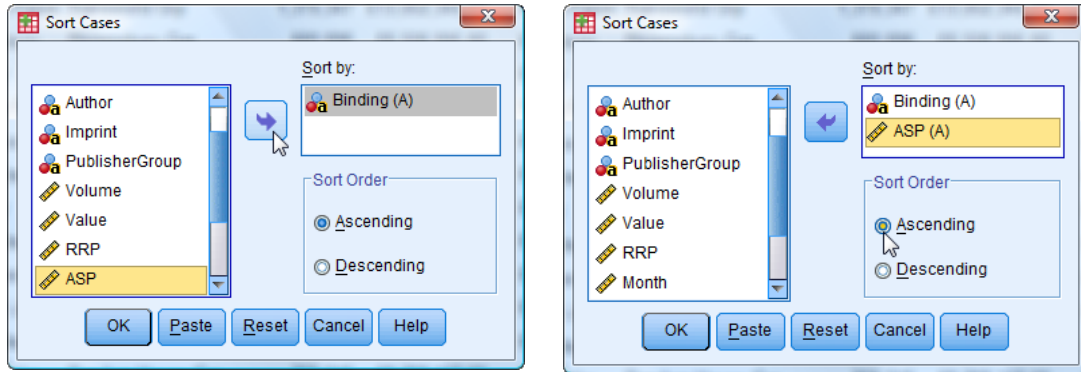 Sort Cases
Sort by:
Author
Imprint
PublisherGroup
Volume
Value
RRP
ASP
Binding (A)
Sort Order
Ascending
Descending
OK Paste Reset Cancel Help
Sort Cases
Sort by:
Author
Imprint
PublisherGroup
Volume
Value
RRP
Month
Binding (A)
ASP (A)
Sort Order
Ascending
Descending
OK Paste Reset Cancel Help